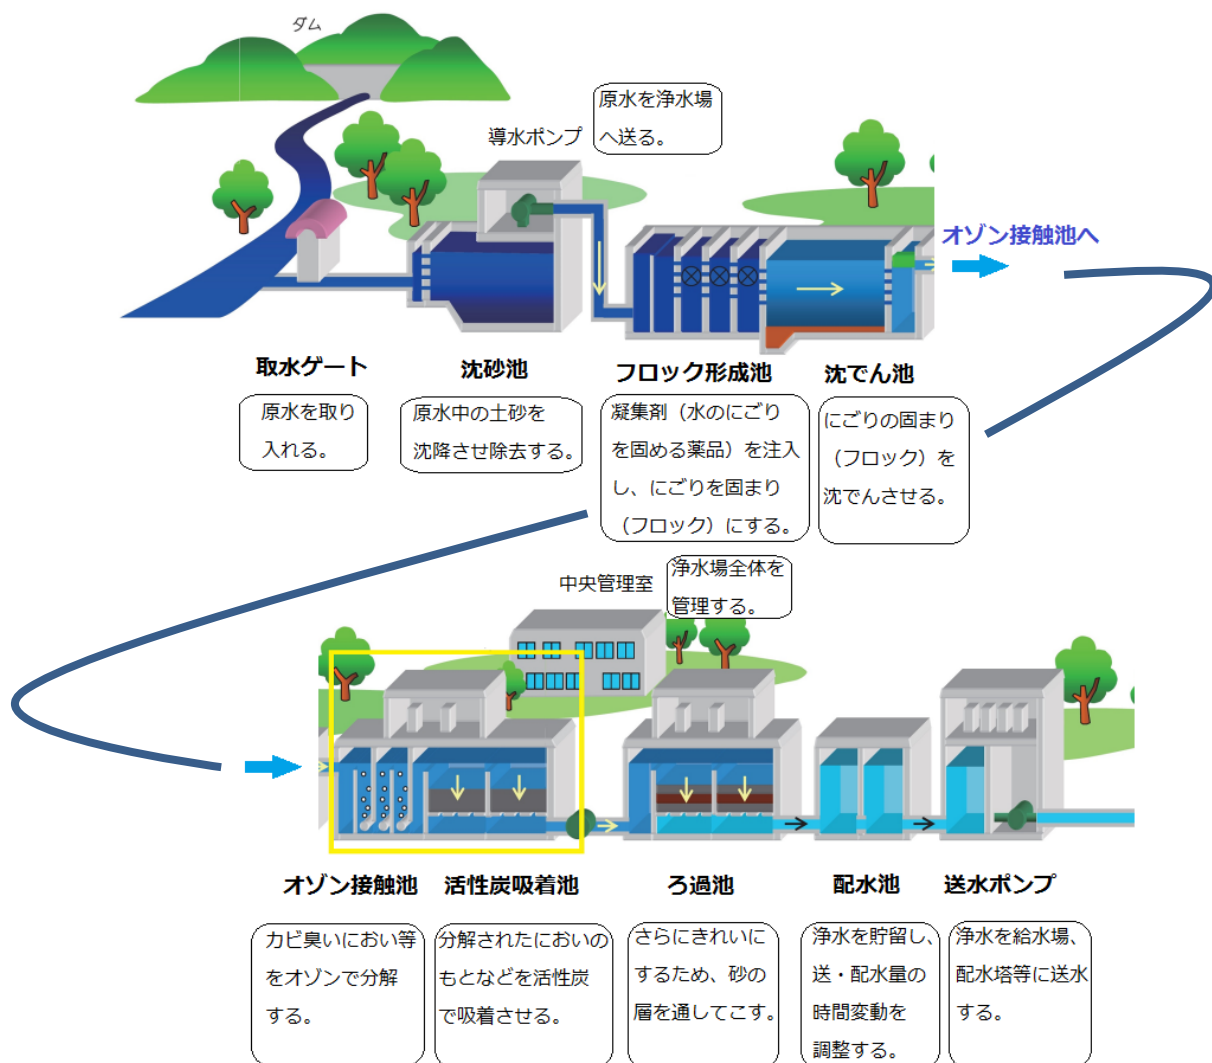 ダム
導水ポンプ
原水を浄水場
へ送る。
オゾン接触池へ
取水ゲート
原水を取り
入れる。
沈砂池
原水中の土砂を
沈降させ除去する。
フロック形成池
凝集剤（水のにごり
を固める薬品）を注入
し、にごりを固まり
（フロック）にする。
沈でん池
にごりの固まり
（フロック）を
沈でんさせる。
中央管理室
浄水場全体を
管理する。
オゾン接触池
カビ臭いにおい等
をオゾンで分解
する。
活性炭吸着池
分解されたにおいの
もとなどを活性炭
で吸着させる。
ろ過池
さらにきれいに
するため、砂の
層を通してこす。
配水池
浄水を貯留し、
送・配水量の
時間変動を
調整する。
送水ポンプ
浄水を給水場、
配水塔等に送水
する。